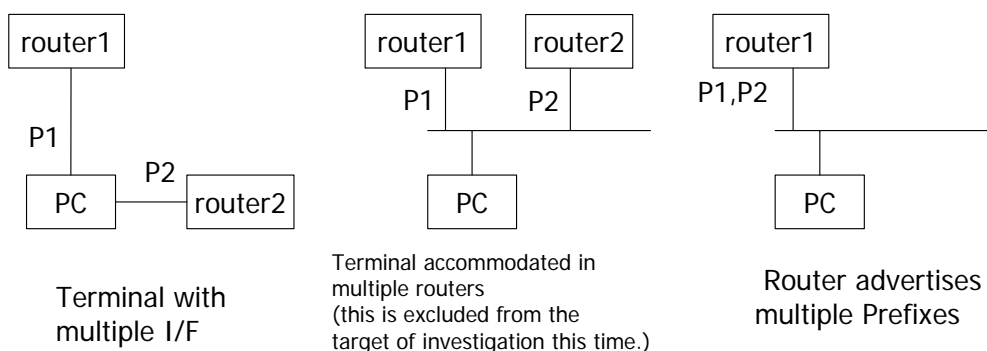 router1
P1
PC
P2
router2
Terminal with
multiple I/F
router1
router2
P1
P2
PC
Terminal accommodated in
multiple routers
(this is excluded from the
target of investigation this time.)
router1
P1,P2
PC
Router advertises
multiple Prefixes